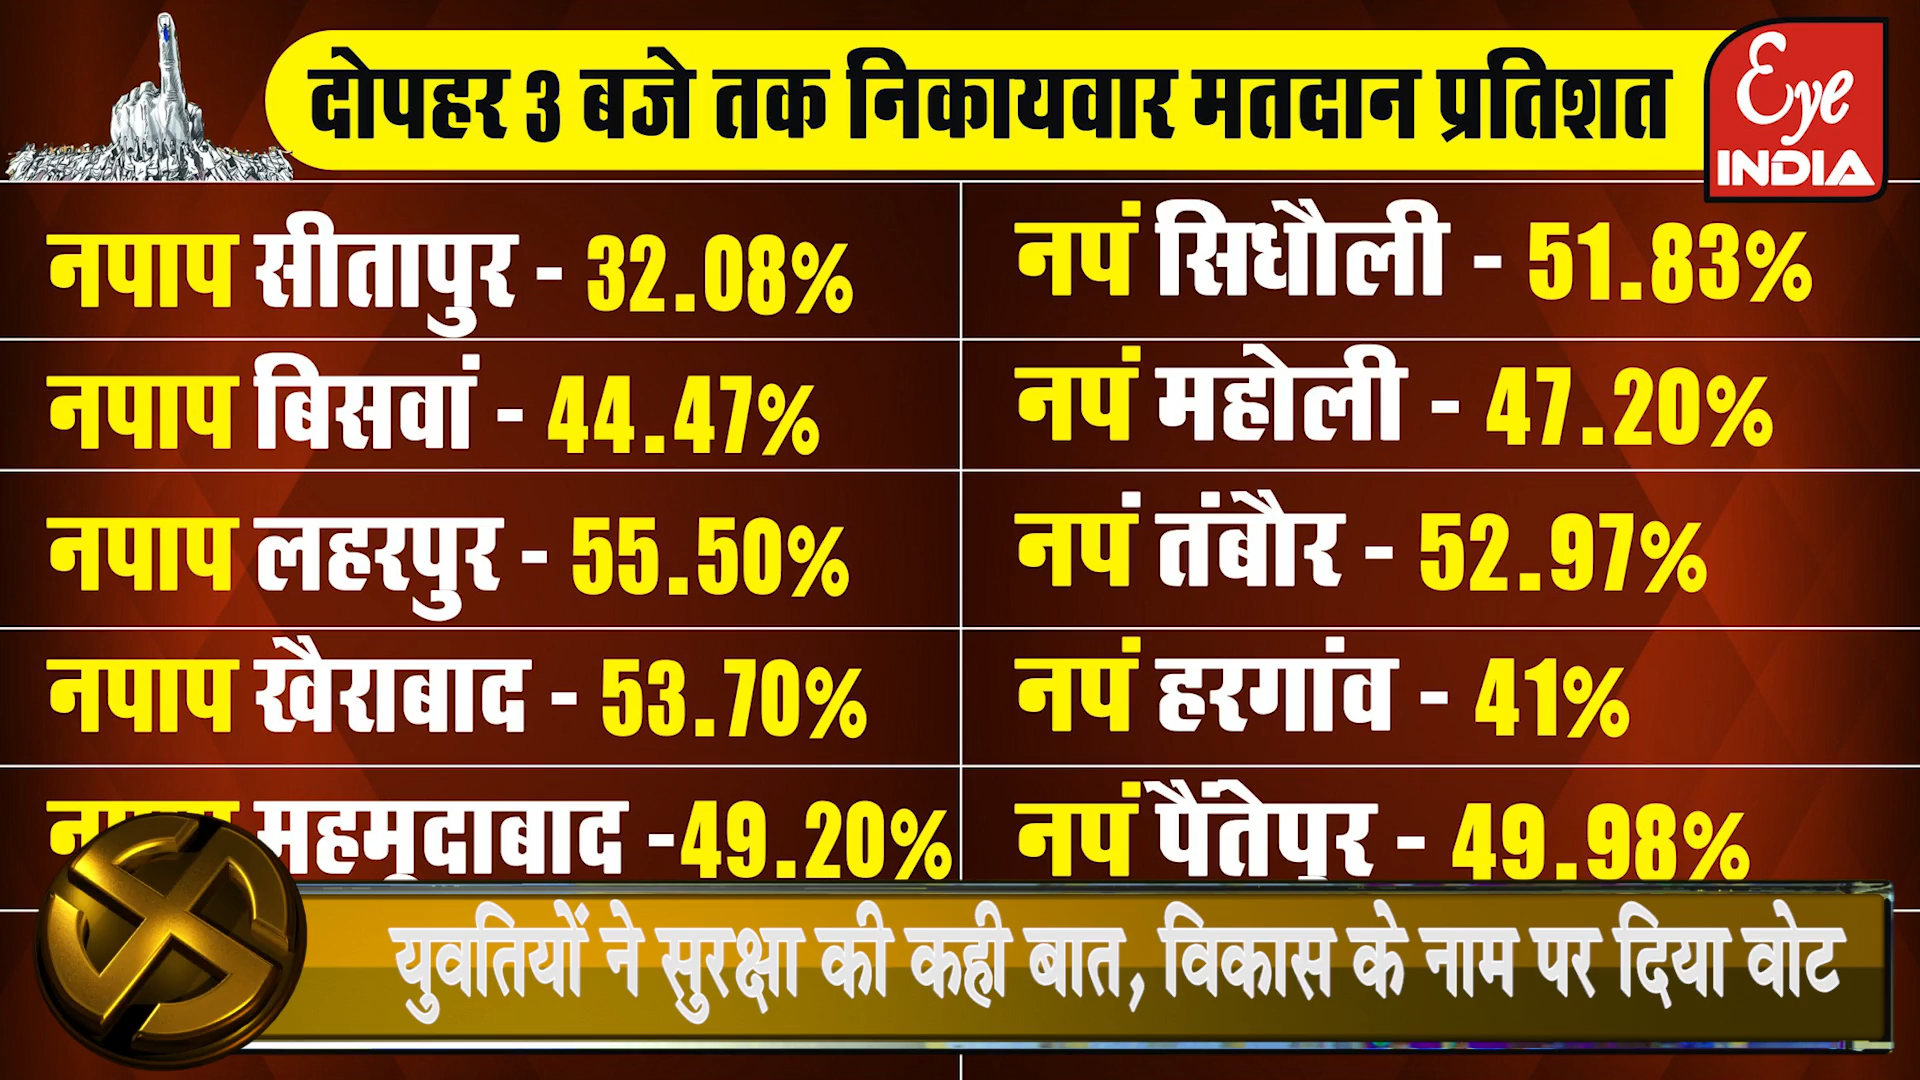 दोपहर 3 बजे तक निकायवार मतदान प्रतिशत
Eye
INDIA
नपाप सीतापुर - 32.08%
नपं सिधौली - 51.83%
नपाप बिसवां - 44.47%
नपं महोली - 47.20%
नपाप लहरपुर - 55.50%
नपं तंबौर - 52.97%
नपाप खैराबाद - 53.70%
नपं हरगांव - 41%
महमूदाबाद -49.20%
नपं पैंतेपुर - 49.98%
युवतियों ने सुरक्षा की कही बात, विकास के नाम पर दिया वोट